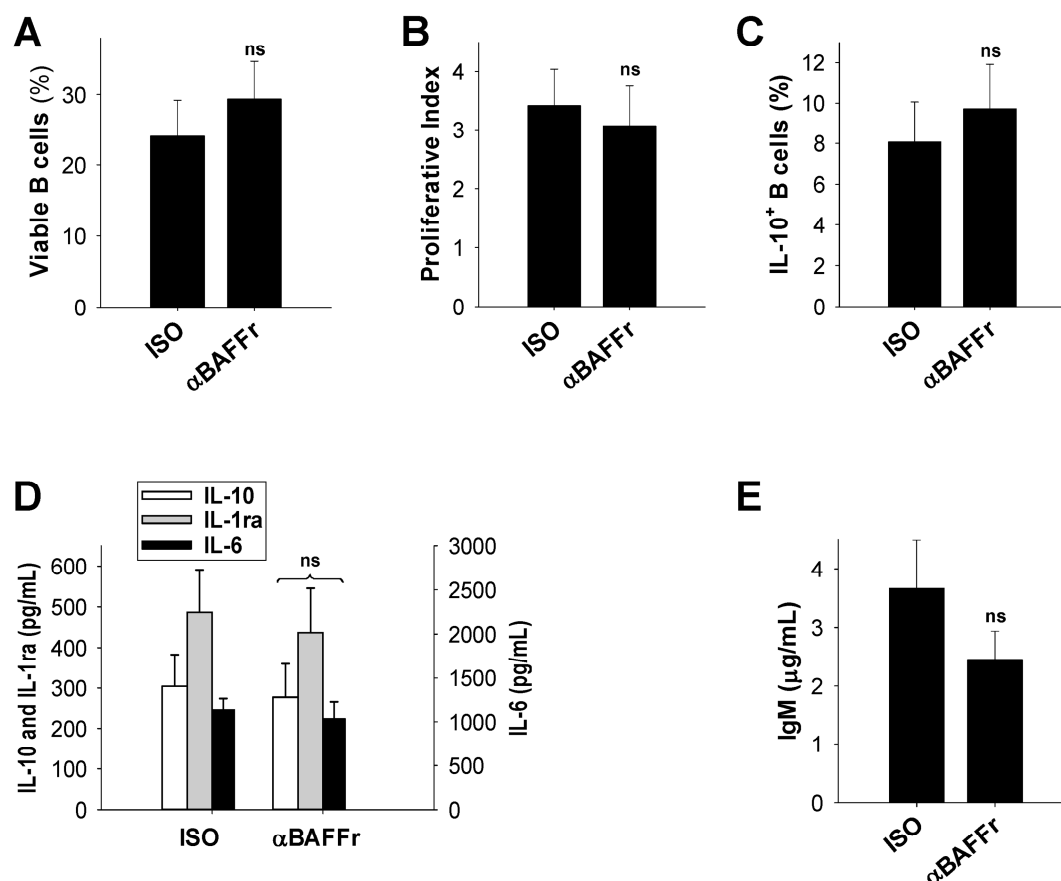 A
Viable B cells (%)
30
20
10
0
ns
ISO
αBAFFr
B
Proliferative Index
4
3
2
1
0
ns
ISO
αBAFFr
C
IL-10⁺ B cells (%)
12
10
8
6
4
2
0
ns
ISO
αBAFFr
D
IL-10
IL-1ra
IL-6
IL-10 and IL-1ra (pg/mL)
600
500
400
300
200
100
0
ns
3000
2500
2000
1500
1000
500
0
IL-6 (pg/mL)
ISO
αBAFFr
E
IgM (μg/mL)
4
3
2
1
0
ns
ISO
αBAFFr